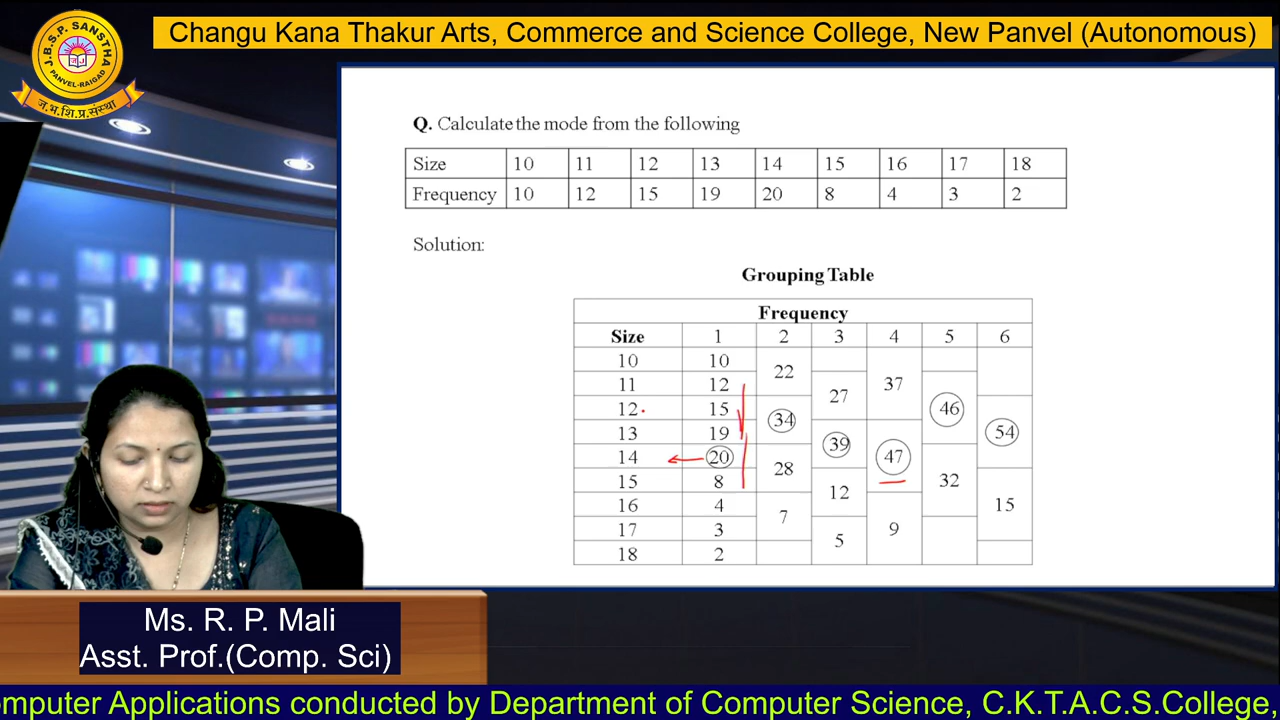 J.B.S.P. SANSTHA
PANVEL-RAIGAD
ज.भ.शि.प्र.संस्था
Changu Kana Thakur Arts, Commerce and Science College, New Panvel (Autonomous)
Q. Calculate the mode from the following
Size 10 11 12 13 14 15 16 17 18
Frequency 10 12 15 19 20 8 4 3 2
Solution:
Grouping Table
Frequency
Size 1 2 3 4 5 6
10 10
22
11 12 37
27
12 15 46
34
13 19 54
39
14 20 47
28
15 8 32
12
16 4 15
7
17 3 9
5
18 2
Ms. R. P. Mali
Asst. Prof.(Comp. Sci)
mputer Applications conducted by Department of Computer Science, C.K.T.A.C.S.College,